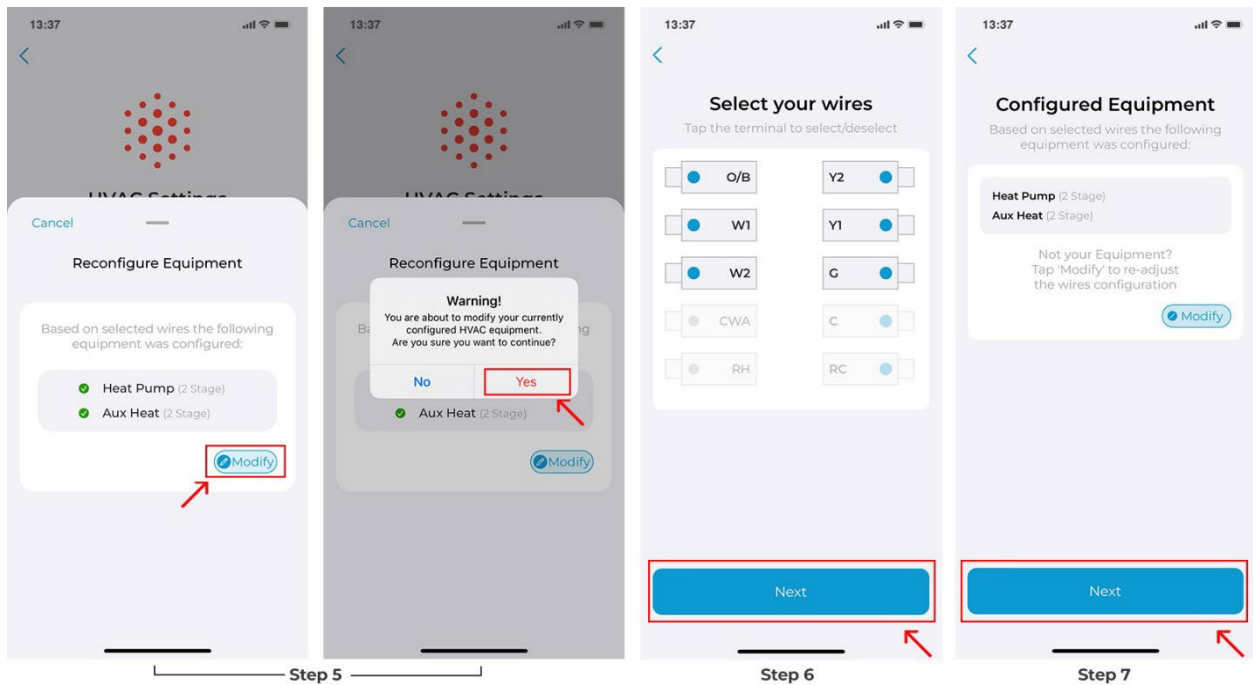 13:37
HVAC Settings
Cancel
Reconfigure Equipment
Based on selected wires the following
equipment was configured:
Heat Pump (2 Stage)
Aux Heat (2 Stage)
Modify
13:37
HVAC Settings
Cancel
Reconfigure Equipment
Warning!
You are about to modify your currently
configured HVAC equipment.
Are you sure you want to continue?
No Yes
Aux Heat (2 Stage)
Modify
Step 5
13:37
Select your wires
Tap the terminal to select/deselect
O/B Y2
W1 Y1
W2 G
CWA C
RH RC
Next
Step 6
13:37
Configured Equipment
Based on selected wires the following
equipment was configured:
Heat Pump (2 Stage)
Aux Heat (2 Stage)
Not your Equipment?
Tap 'Modify' to re-adjust
the wires configuration
Modify
Next
Step 7